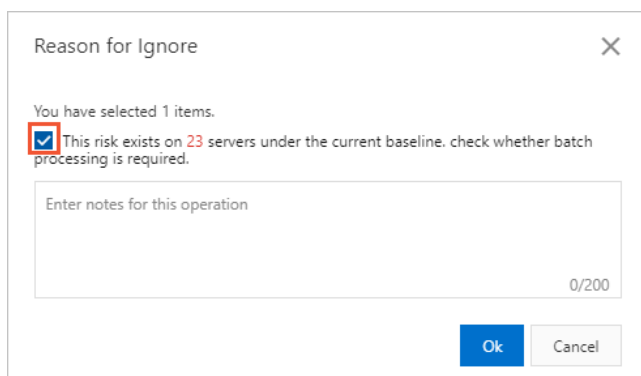 Reason for Ignore
You have selected 1 items.
This risk exists on 23 servers under the current baseline. check whether batch
processing is required.
Enter notes for this operation
0/200
Ok
Cancel